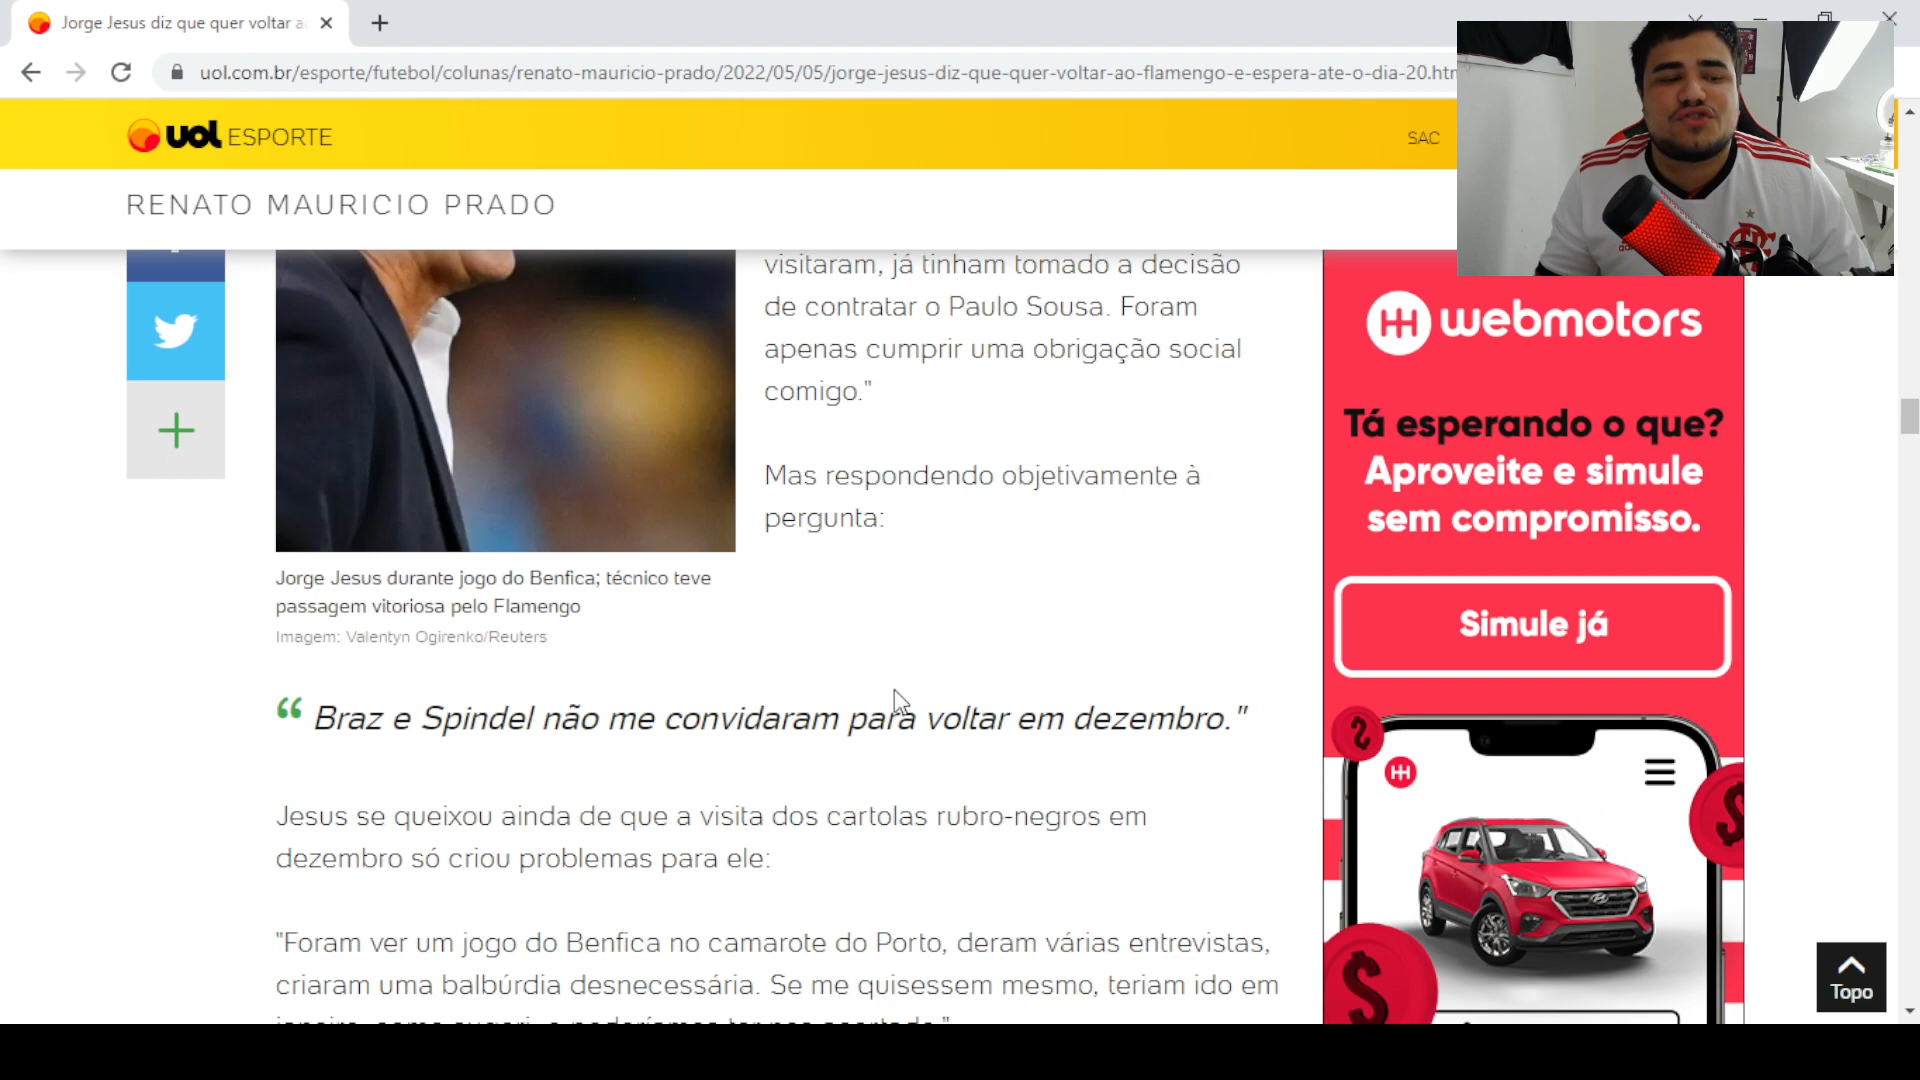 Jorge Jesus diz que quer voltar a
uol.com.br/esporte/futebol/colunas/renato-mauricio-prado/2022/05/05/jorge-jesus-diz-que-quer-voltar-ao-flamengo-e-espera-ate-o-dia-20.htm
uol ESPORTE
SAC
RENATO MAURICIO PRADO
visitaram, já tinham tomado a decisão
de contratar o Paulo Sousa. Foram
apenas cumprir uma obrigação social
comigo."
Mas respondendo objetivamente à
pergunta:
Jorge Jesus durante jogo do Benfica; técnico teve
passagem vitoriosa pelo Flamengo
Imagem: Valentyn Ogirenko/Reuters
“ Braz e Spindel não me convidaram para voltar em dezembro."
Jesus se queixou ainda de que a visita dos cartolas rubro-negros em
dezembro só criou problemas para ele:
"Foram ver um jogo do Benfica no camarote do Porto, deram várias entrevistas,
criaram uma balbúrdia desnecessária. Se me quisessem mesmo, teriam ido em
webmotors
Tá esperando o que?
Aproveite e simule
sem compromisso.
Simule já
Topo